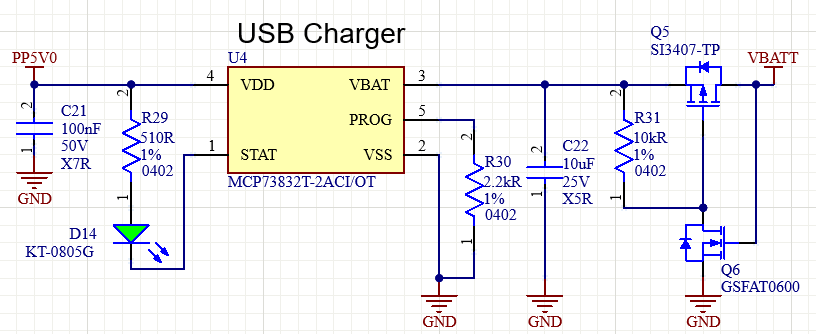 USB Charger
PP5V0
U4
4
VDD
VBAT
3
PROG
5
1
STAT
VSS
2
MCP73832T-2ACI/OT
2
C21
100nF
50V
X7R
1
GND
2
R29
510R
1%
0402
1
D14
KT-0805G
2
R30
2.2kR
1%
0402
1
GND
2
C22
10uF
25V
X5R
1
GND
2
R31
10kR
1%
0402
1
Q5
SI3407-TP
VBATT
Q6
GSFAT0600
GND